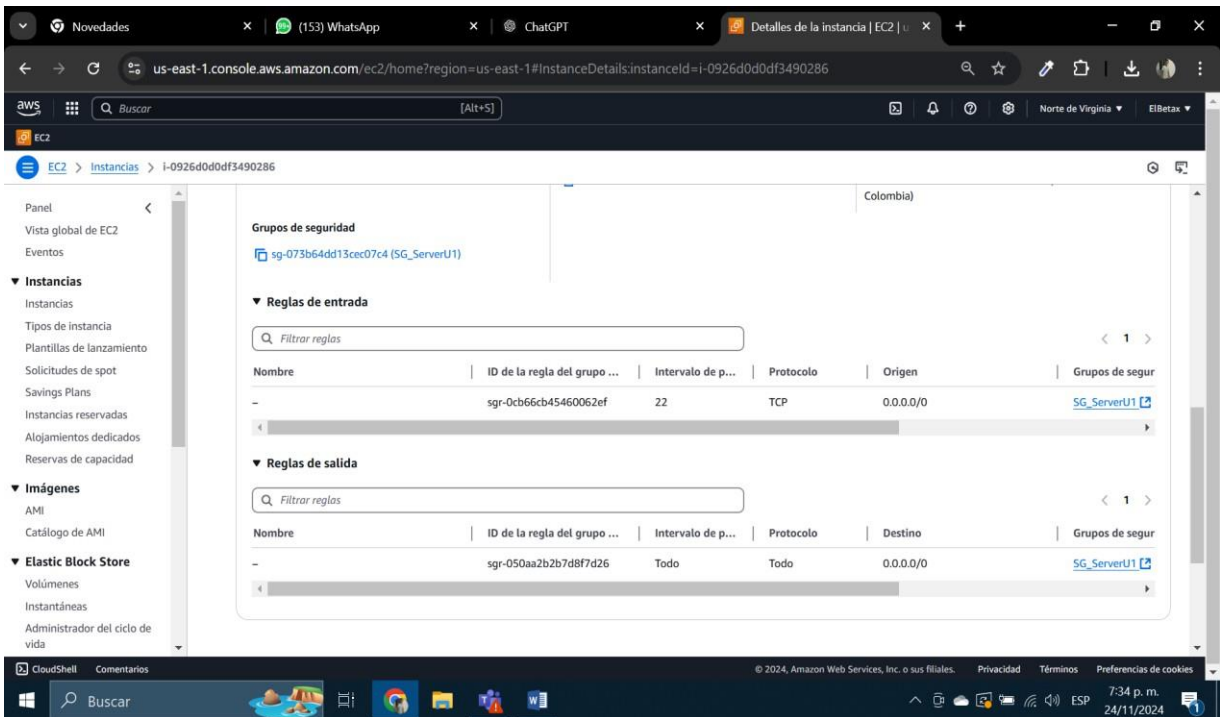 Novedades
(153) WhatsApp
ChatGPT
Detalles de la instancia | EC2 | u
us-east-1.console.aws.amazon.com/ec2/home?region=us-east-1#InstanceDetails:instanceId=i-0926d0d0df3490286
aws
Buscar
[Alt+S]
Norte de Virginia
ElBetax
EC2
EC2 > Instancias > i-0926d0d0df3490286
Panel
Vista global de EC2
Eventos
Instancias
Instancias
Tipos de instancia
Plantillas de lanzamiento
Solicitudes de spot
Savings Plans
Instancias reservadas
Alojamientos dedicados
Reservas de capacidad
Imágenes
AMI
Catálogo de AMI
Elastic Block Store
Volúmenes
Instantáneas
Administrador del ciclo de
vida
Colombia)
Grupos de seguridad
sg-073b64dd13cec07c4 (SG_ServerU1)
Reglas de entrada
Filtrar reglas
< 1 >
Nombre ID de la regla del grupo ... Intervalo de p... Protocolo Origen Grupos de segur
– sgr-0cb66cb45460062ef 22 TCP 0.0.0.0/0 SG_ServerU1
Reglas de salida
Filtrar reglas
< 1 >
Nombre ID de la regla del grupo ... Intervalo de p... Protocolo Destino Grupos de segur
– sgr-050aa2b2b7d8f7d26 Todo Todo 0.0.0.0/0 SG_ServerU1
CloudShell Comentarios
© 2024, Amazon Web Services, Inc. o sus filiales. Privacidad Términos Preferencias de cookies
Buscar
ESP
7:34 p. m.
24/11/2024